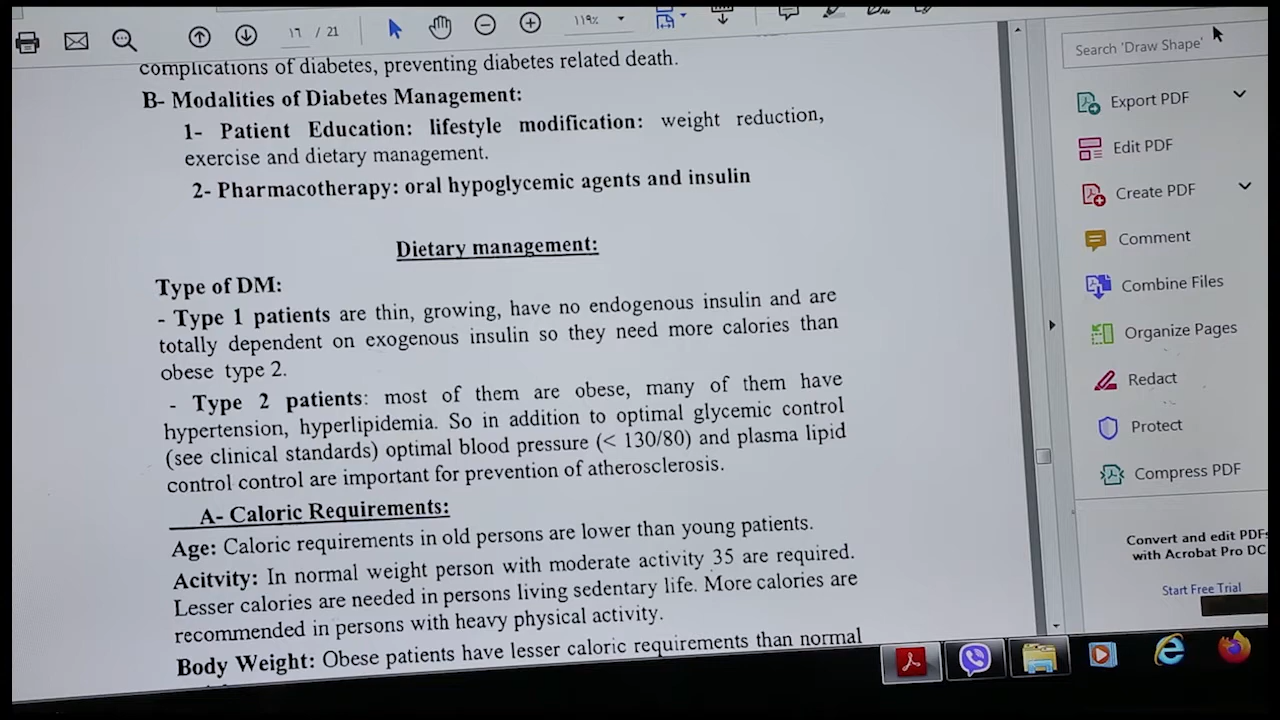 ١٦ / 21
١١٩%
Search 'Draw Shape'
complications of diabetes, preventing diabetes related death.
B- Modalities of Diabetes Management:
1- Patient Education: lifestyle modification: weight reduction,
exercise and dietary management.
2- Pharmacotherapy: oral hypoglycemic agents and insulin
Dietary management:
Type of DM:
- Type 1 patients are thin, growing, have no endogenous insulin and are
totally dependent on exogenous insulin so they need more calories than
obese type 2.
- Type 2 patients: most of them are obese, many of them have
hypertension, hyperlipidemia. So in addition to optimal glycemic control
(see clinical standards) optimal blood pressure (< 130/80) and plasma lipid
control control are important for prevention of atherosclerosis.
A- Caloric Requirements:
Age: Caloric requirements in old persons are lower than young patients.
Acitvity: In normal weight person with moderate activity 35 are required.
Lesser calories are needed in persons living sedentary life. More calories are
recommended in persons with heavy physical activity.
Body Weight: Obese patients have lesser caloric requirements than normal
Export PDF
Edit PDF
Create PDF
Comment
Combine Files
Organize Pages
Redact
Protect
Compress PDF
Convert and edit PDFs
with Acrobat Pro DC
Start Free Trial